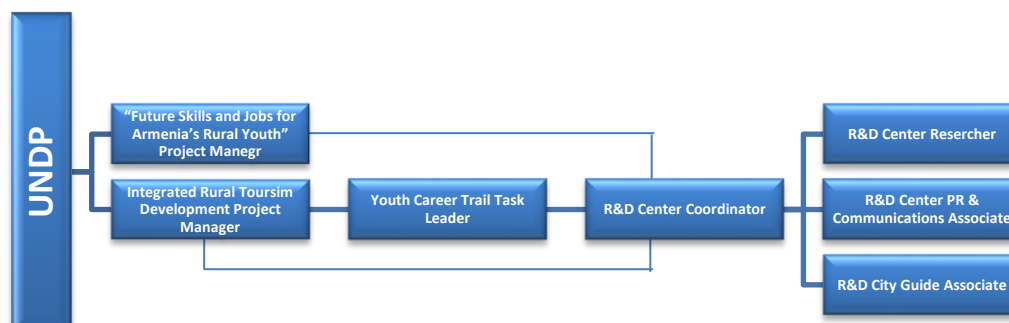 UNDP
“Future Skills and Jobs for
Armenia’s Rural Youth”
Project Manegr
Integrated Rural Toursim
Development Project
Manager
Youth Career Trail Task
Leader
R&D Center Coordinator
R&D Center Resercher
R&D Center PR &
Communications Associate
R&D City Guide Associate